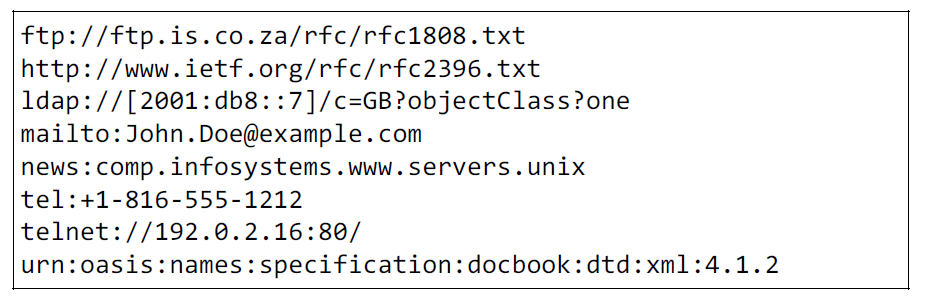 ftp://ftp.is.co.za/rfc/rfc1808.txt
http://www.ietf.org/rfc/rfc2396.txt
ldap://[2001:db8::7]/c=GB?objectClass?one
mailto:John.Doe@example.com
news:comp.infosystems.www.servers.unix
tel:+1-816-555-1212
telnet://192.0.2.16:80/
urn:oasis:names:specification:docbook:dtd:xml:4.1.2